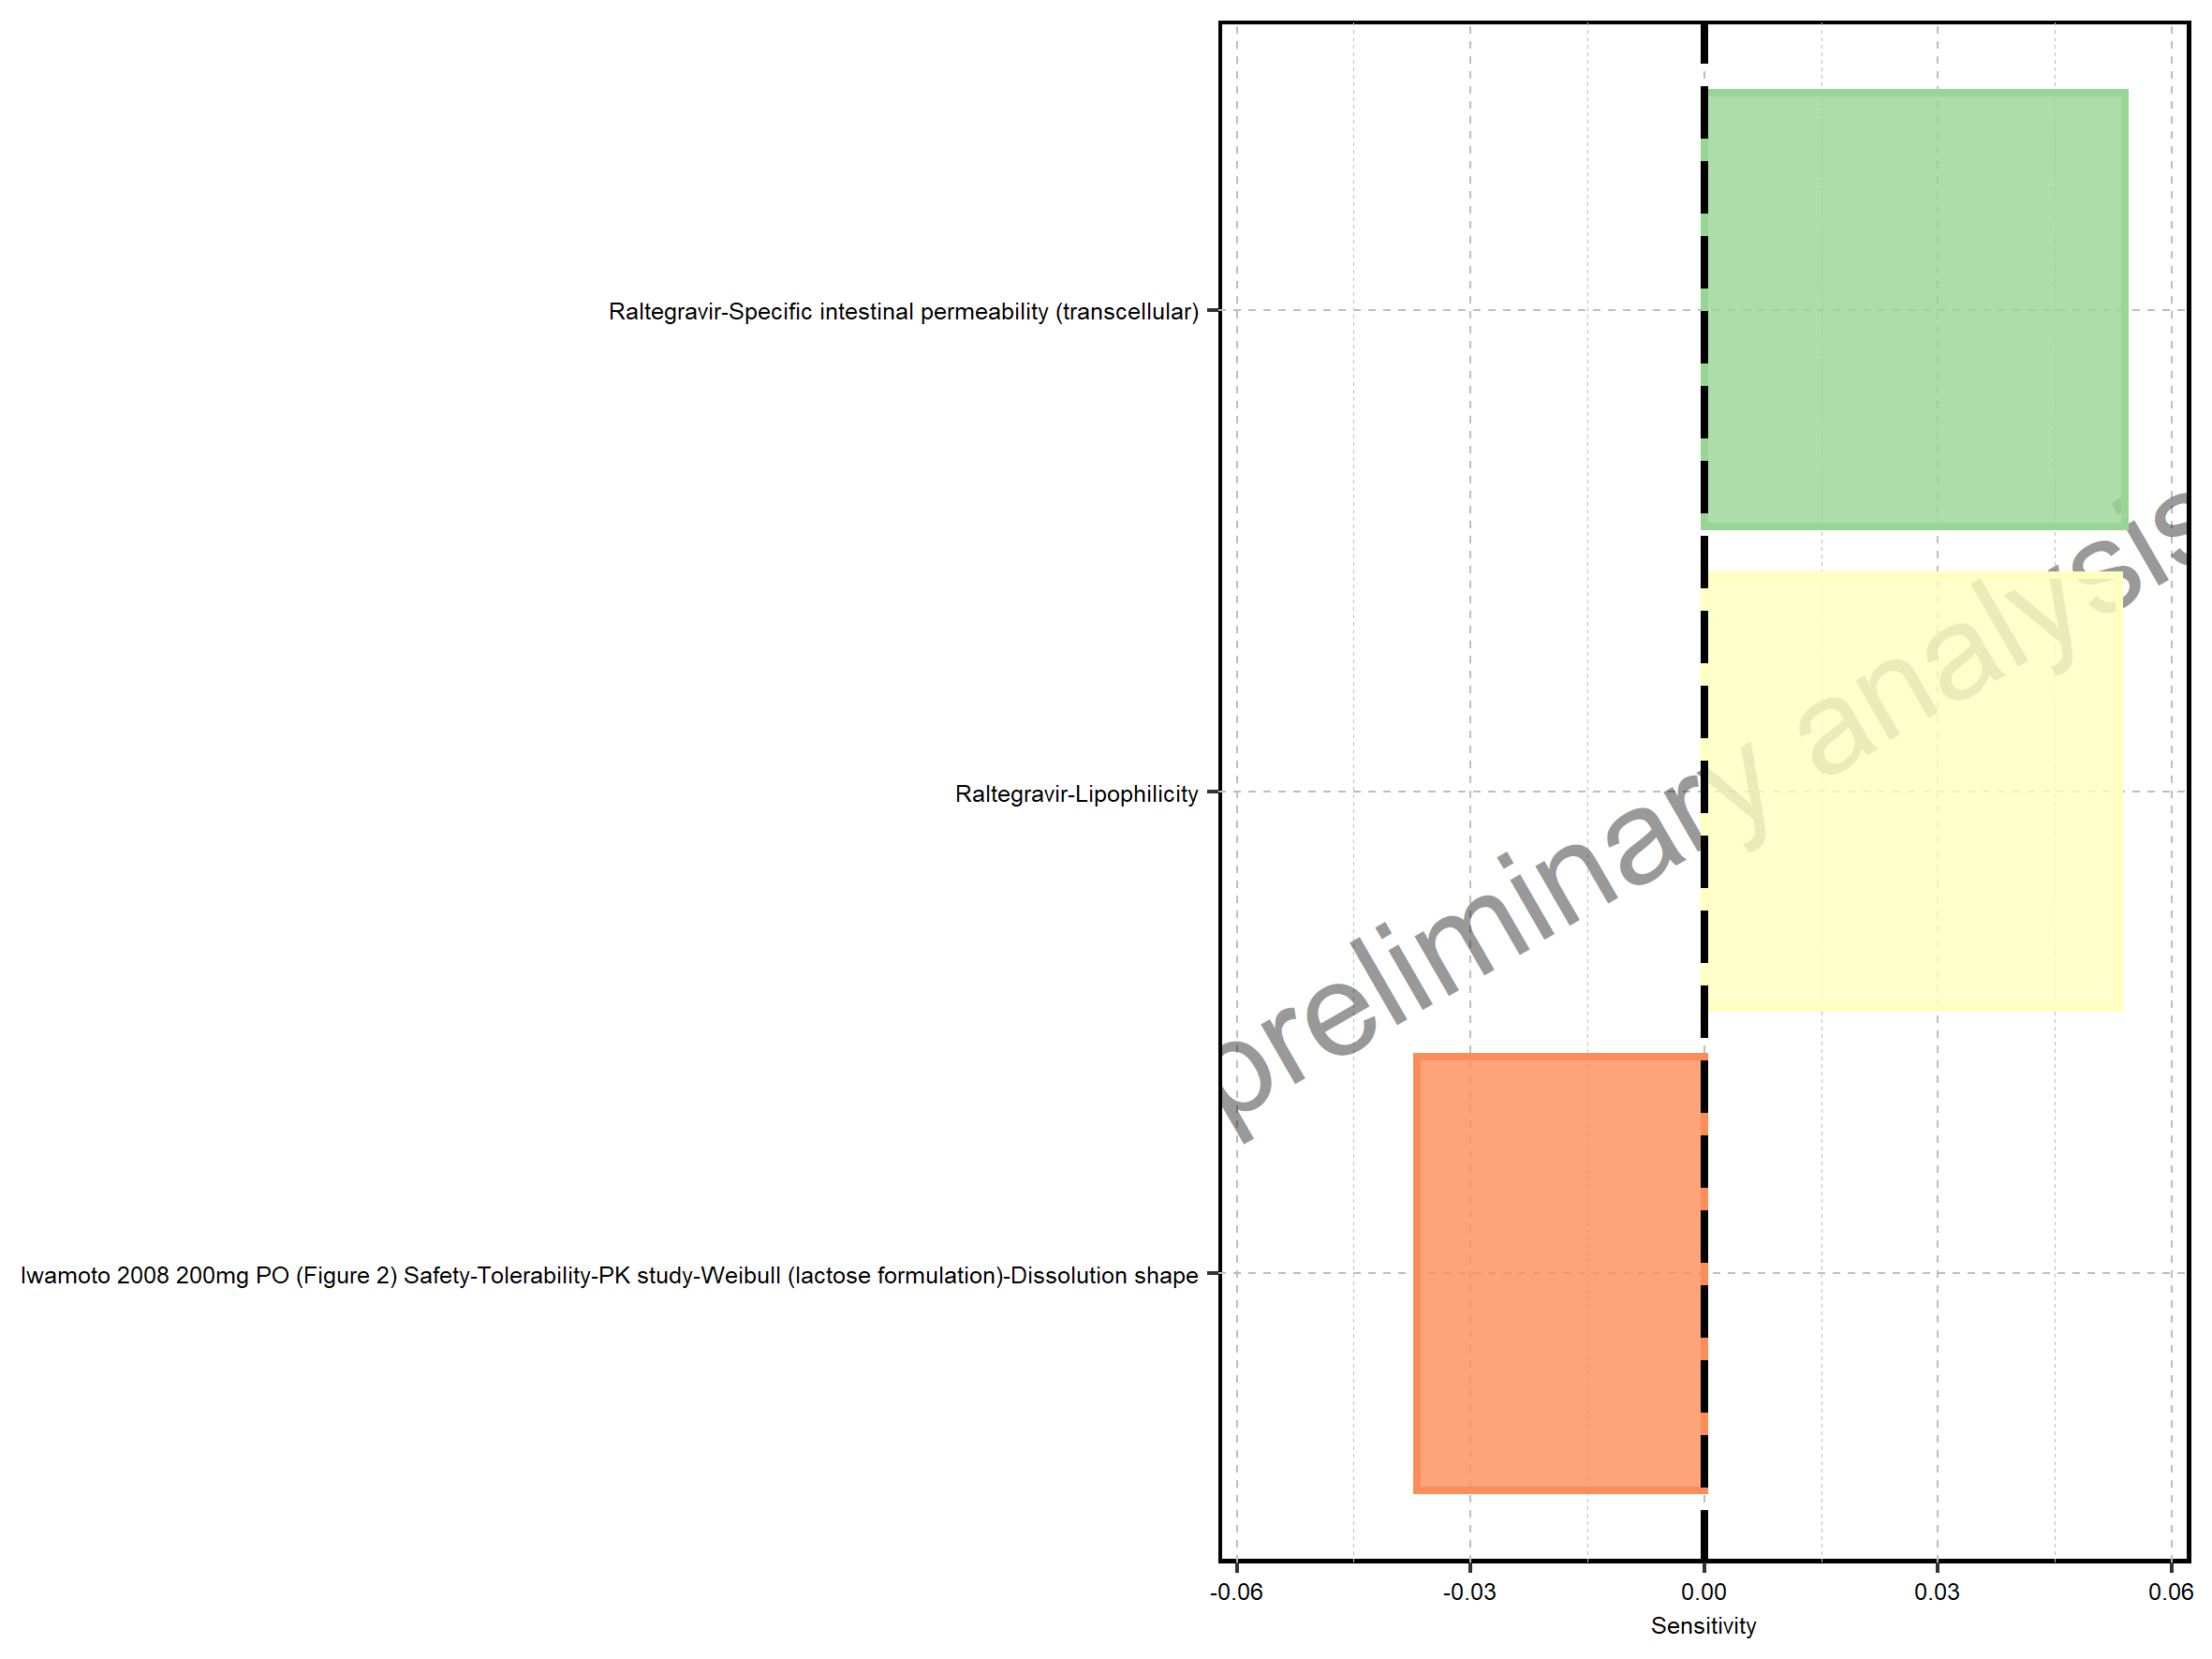 Raltegravir-Specific intestinal permeability (transcellular)
Raltegravir-Lipophilicity
Iwamoto 2008 200mg PO (Figure 2) Safety-Tolerability-PK study-Weibull (lactose formulation)-Dissolution shape
preliminary analysis
-0.06 -0.03 0.00 0.03 0.06
Sensitivity